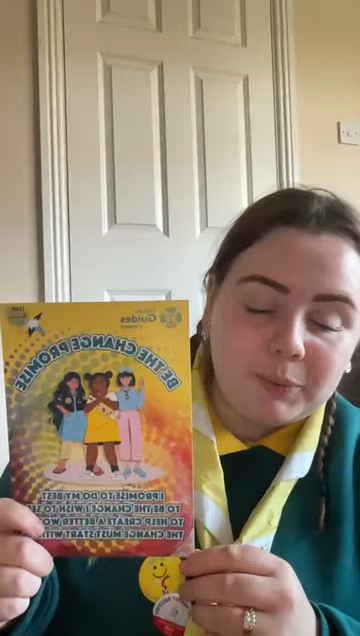 Guides
BE THE CHANGE PROMISE
I PROMISE TO DO MY BEST
TO BE THE CHANGE I WISH TO SE
TO HELP CREATE A BETTER WO
THE CHANGE MUST START WITH